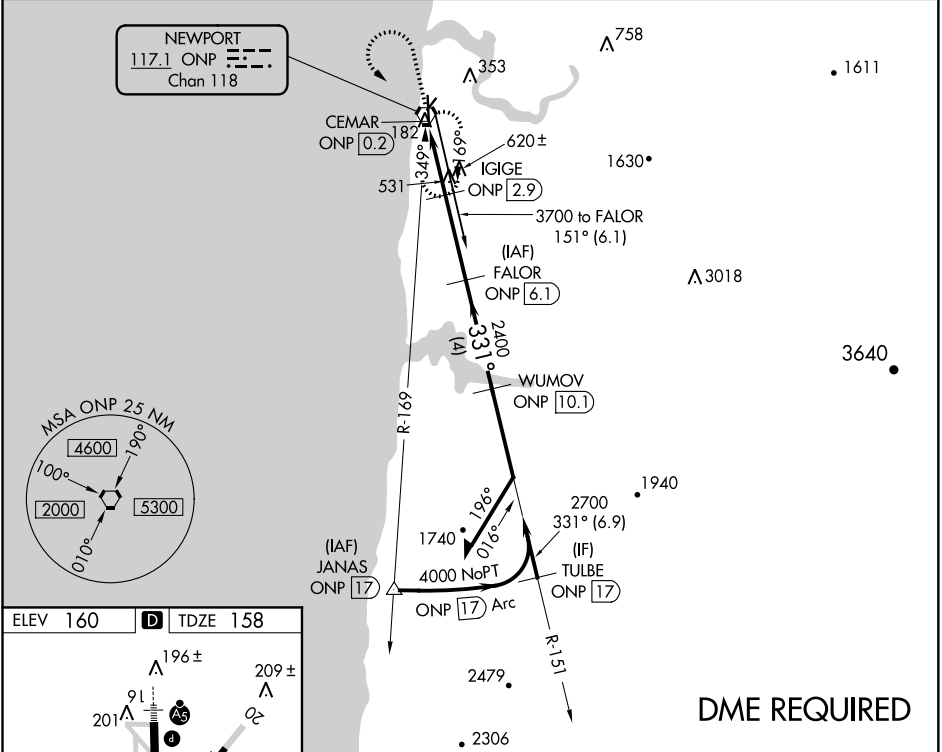 NEWPORT
117.1 ONP
Chan 118
758
353
1611
CEMAR
ONP 0.2
182
349°
169°
620 ±
1630
IGIGE
ONP 2.9
531
3700 to FALOR
151° (6.1)
(IAF)
FALOR
ONP 6.1
3018
2400
331°
(4)
3640
WUMOV
ONP 10.1
R-169
MSA ONP 25 NM
4600
190°
100°
2000
5300
010°
196°
016°
1740
1940
2700
331° (6.9)
(IF)
TULBE
ONP 17
(IAF)
JANAS
ONP 17
4000 NoPT
ONP 17 Arc
R-151
2479
2306
DME REQUIRED
ELEV 160
D
TDZE 158
196 ±
209 ±
16
201
A5
20
P